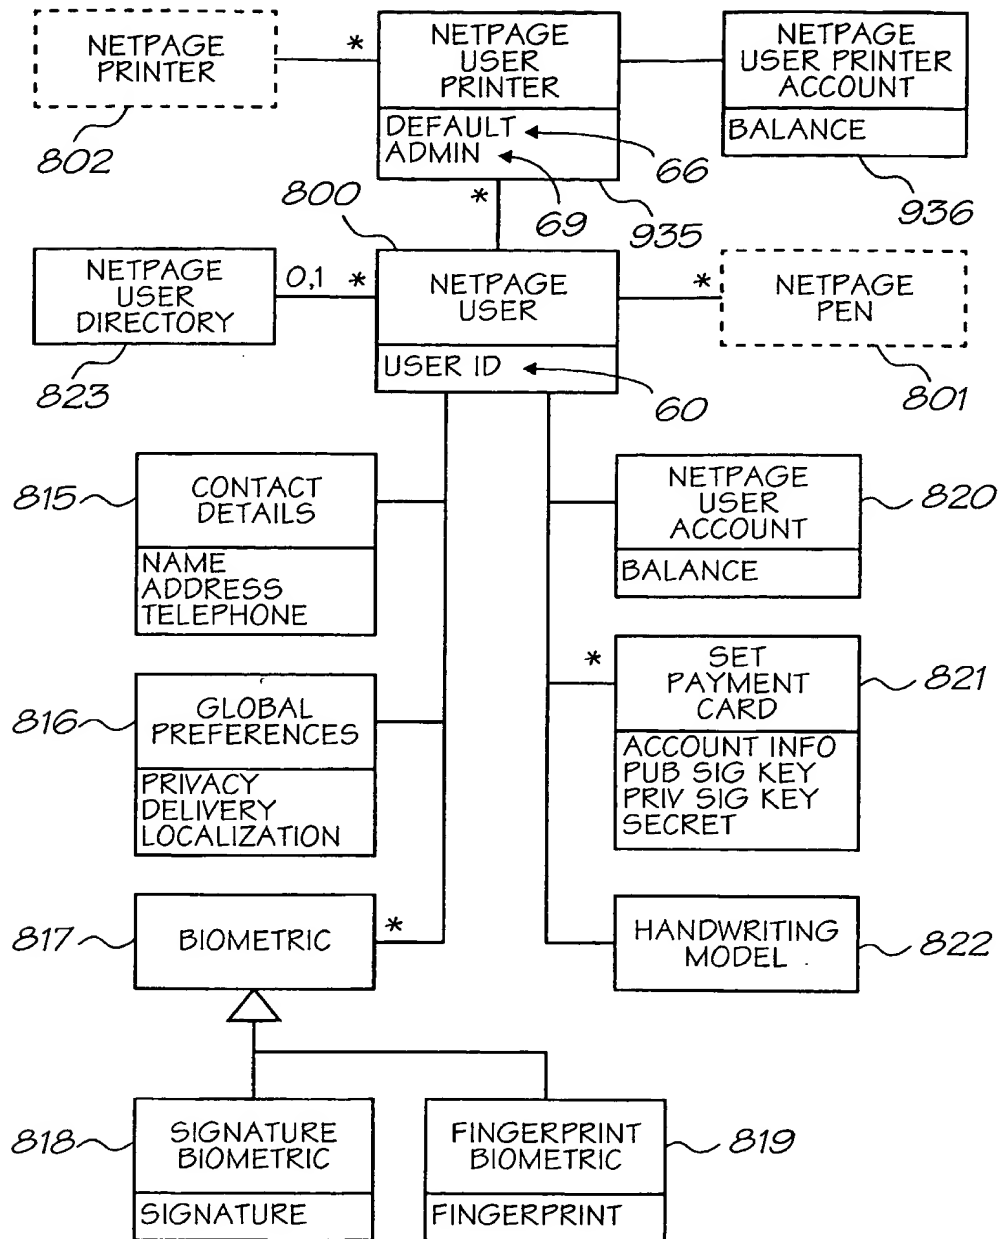 NETPAGE
PRINTER
802
*
NETPAGE
USER
PRINTER
DEFAULT
ADMIN
66
69
935
NETPAGE
USER PRINTER
ACCOUNT
BALANCE
936
*
800
NETPAGE
USER
DIRECTORY
823
0,1
*
NETPAGE
USER
USER ID
60
*
NETPAGE
PEN
801
815
CONTACT
DETAILS
NAME
ADDRESS
TELEPHONE
NETPAGE
USER
ACCOUNT
BALANCE
820
816
GLOBAL
PREFERENCES
PRIVACY
DELIVERY
LOCALIZATION
*
SET
PAYMENT
CARD
ACCOUNT INFO
PUB SIG KEY
PRIV SIG KEY
SECRET
821
817
BIOMETRIC
*
HANDWRITING
MODEL
822
818
SIGNATURE
BIOMETRIC
SIGNATURE
FINGERPRINT
BIOMETRIC
FINGERPRINT
819